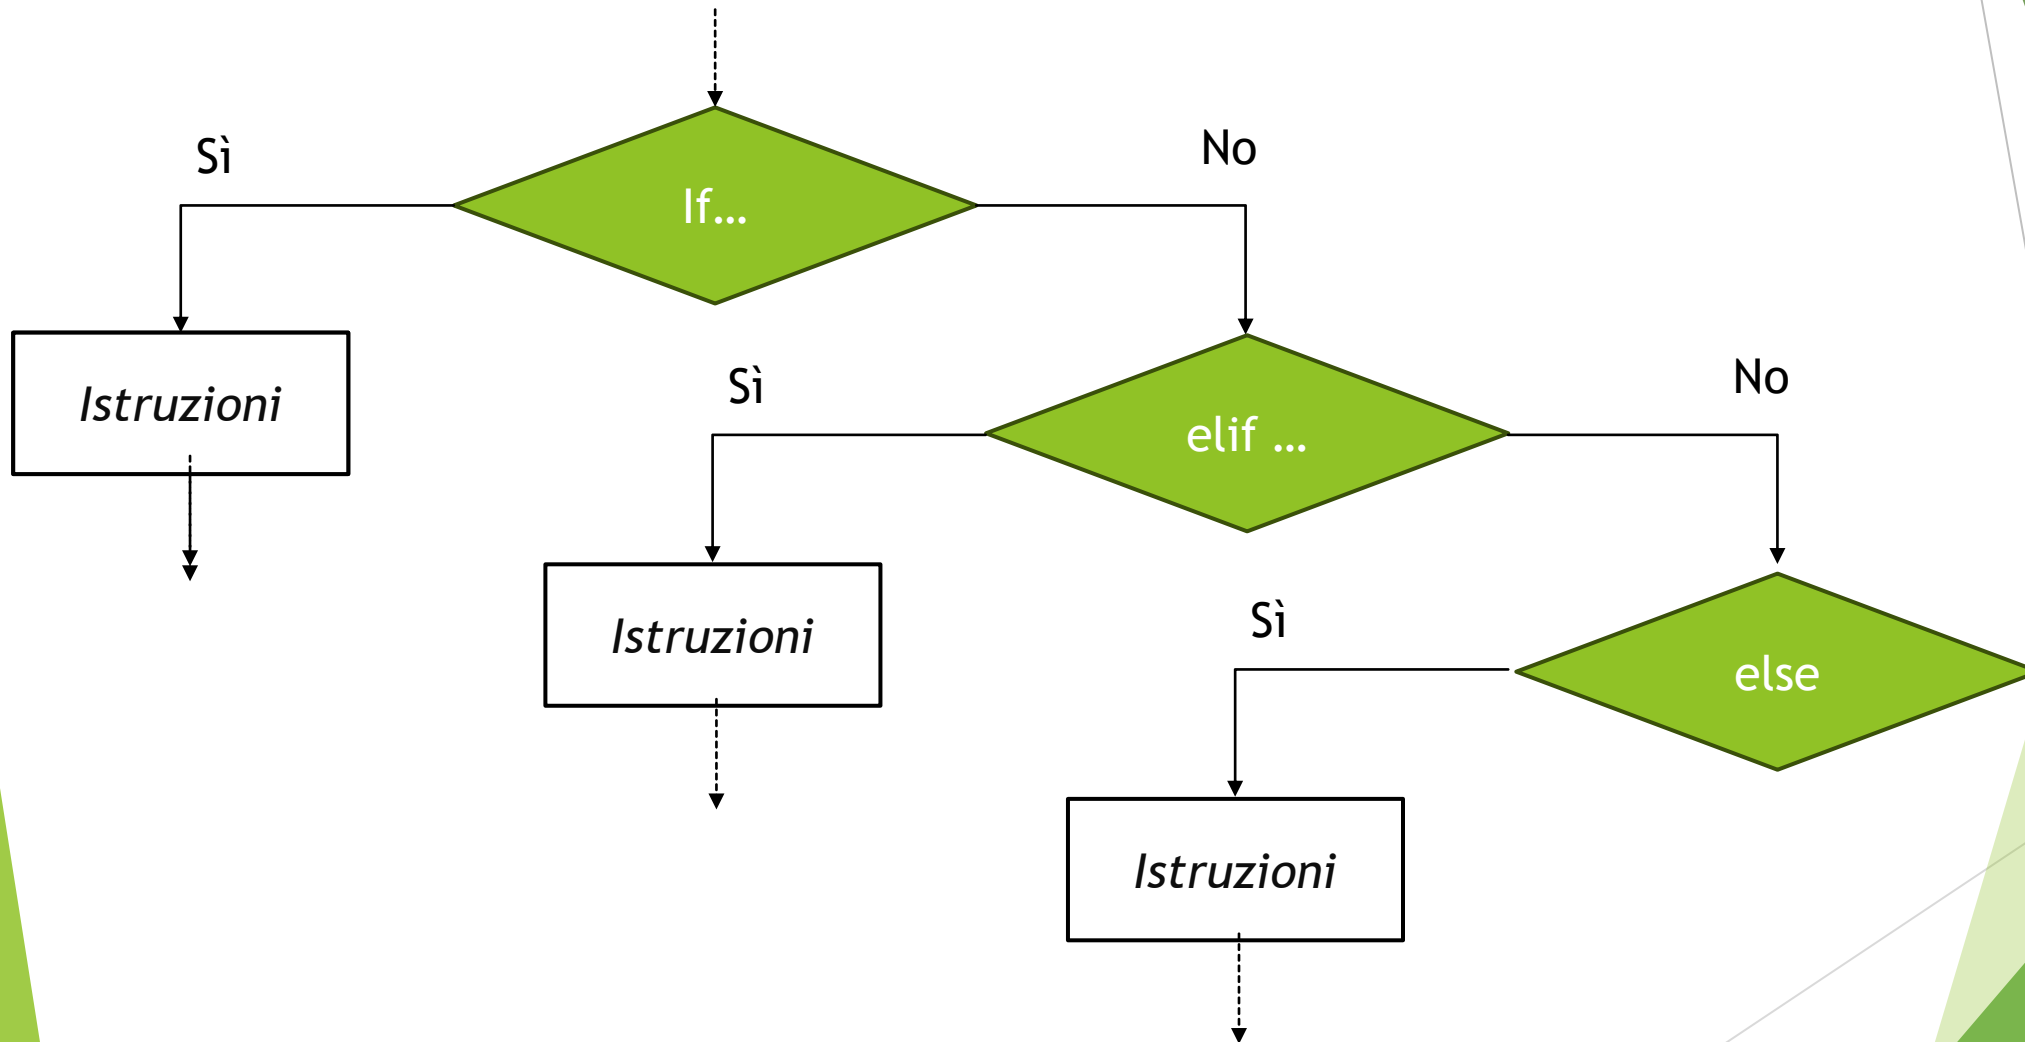 Sì
If…
No
Istruzioni
Sì
elif …
No
Istruzioni
Sì
else
Istruzioni